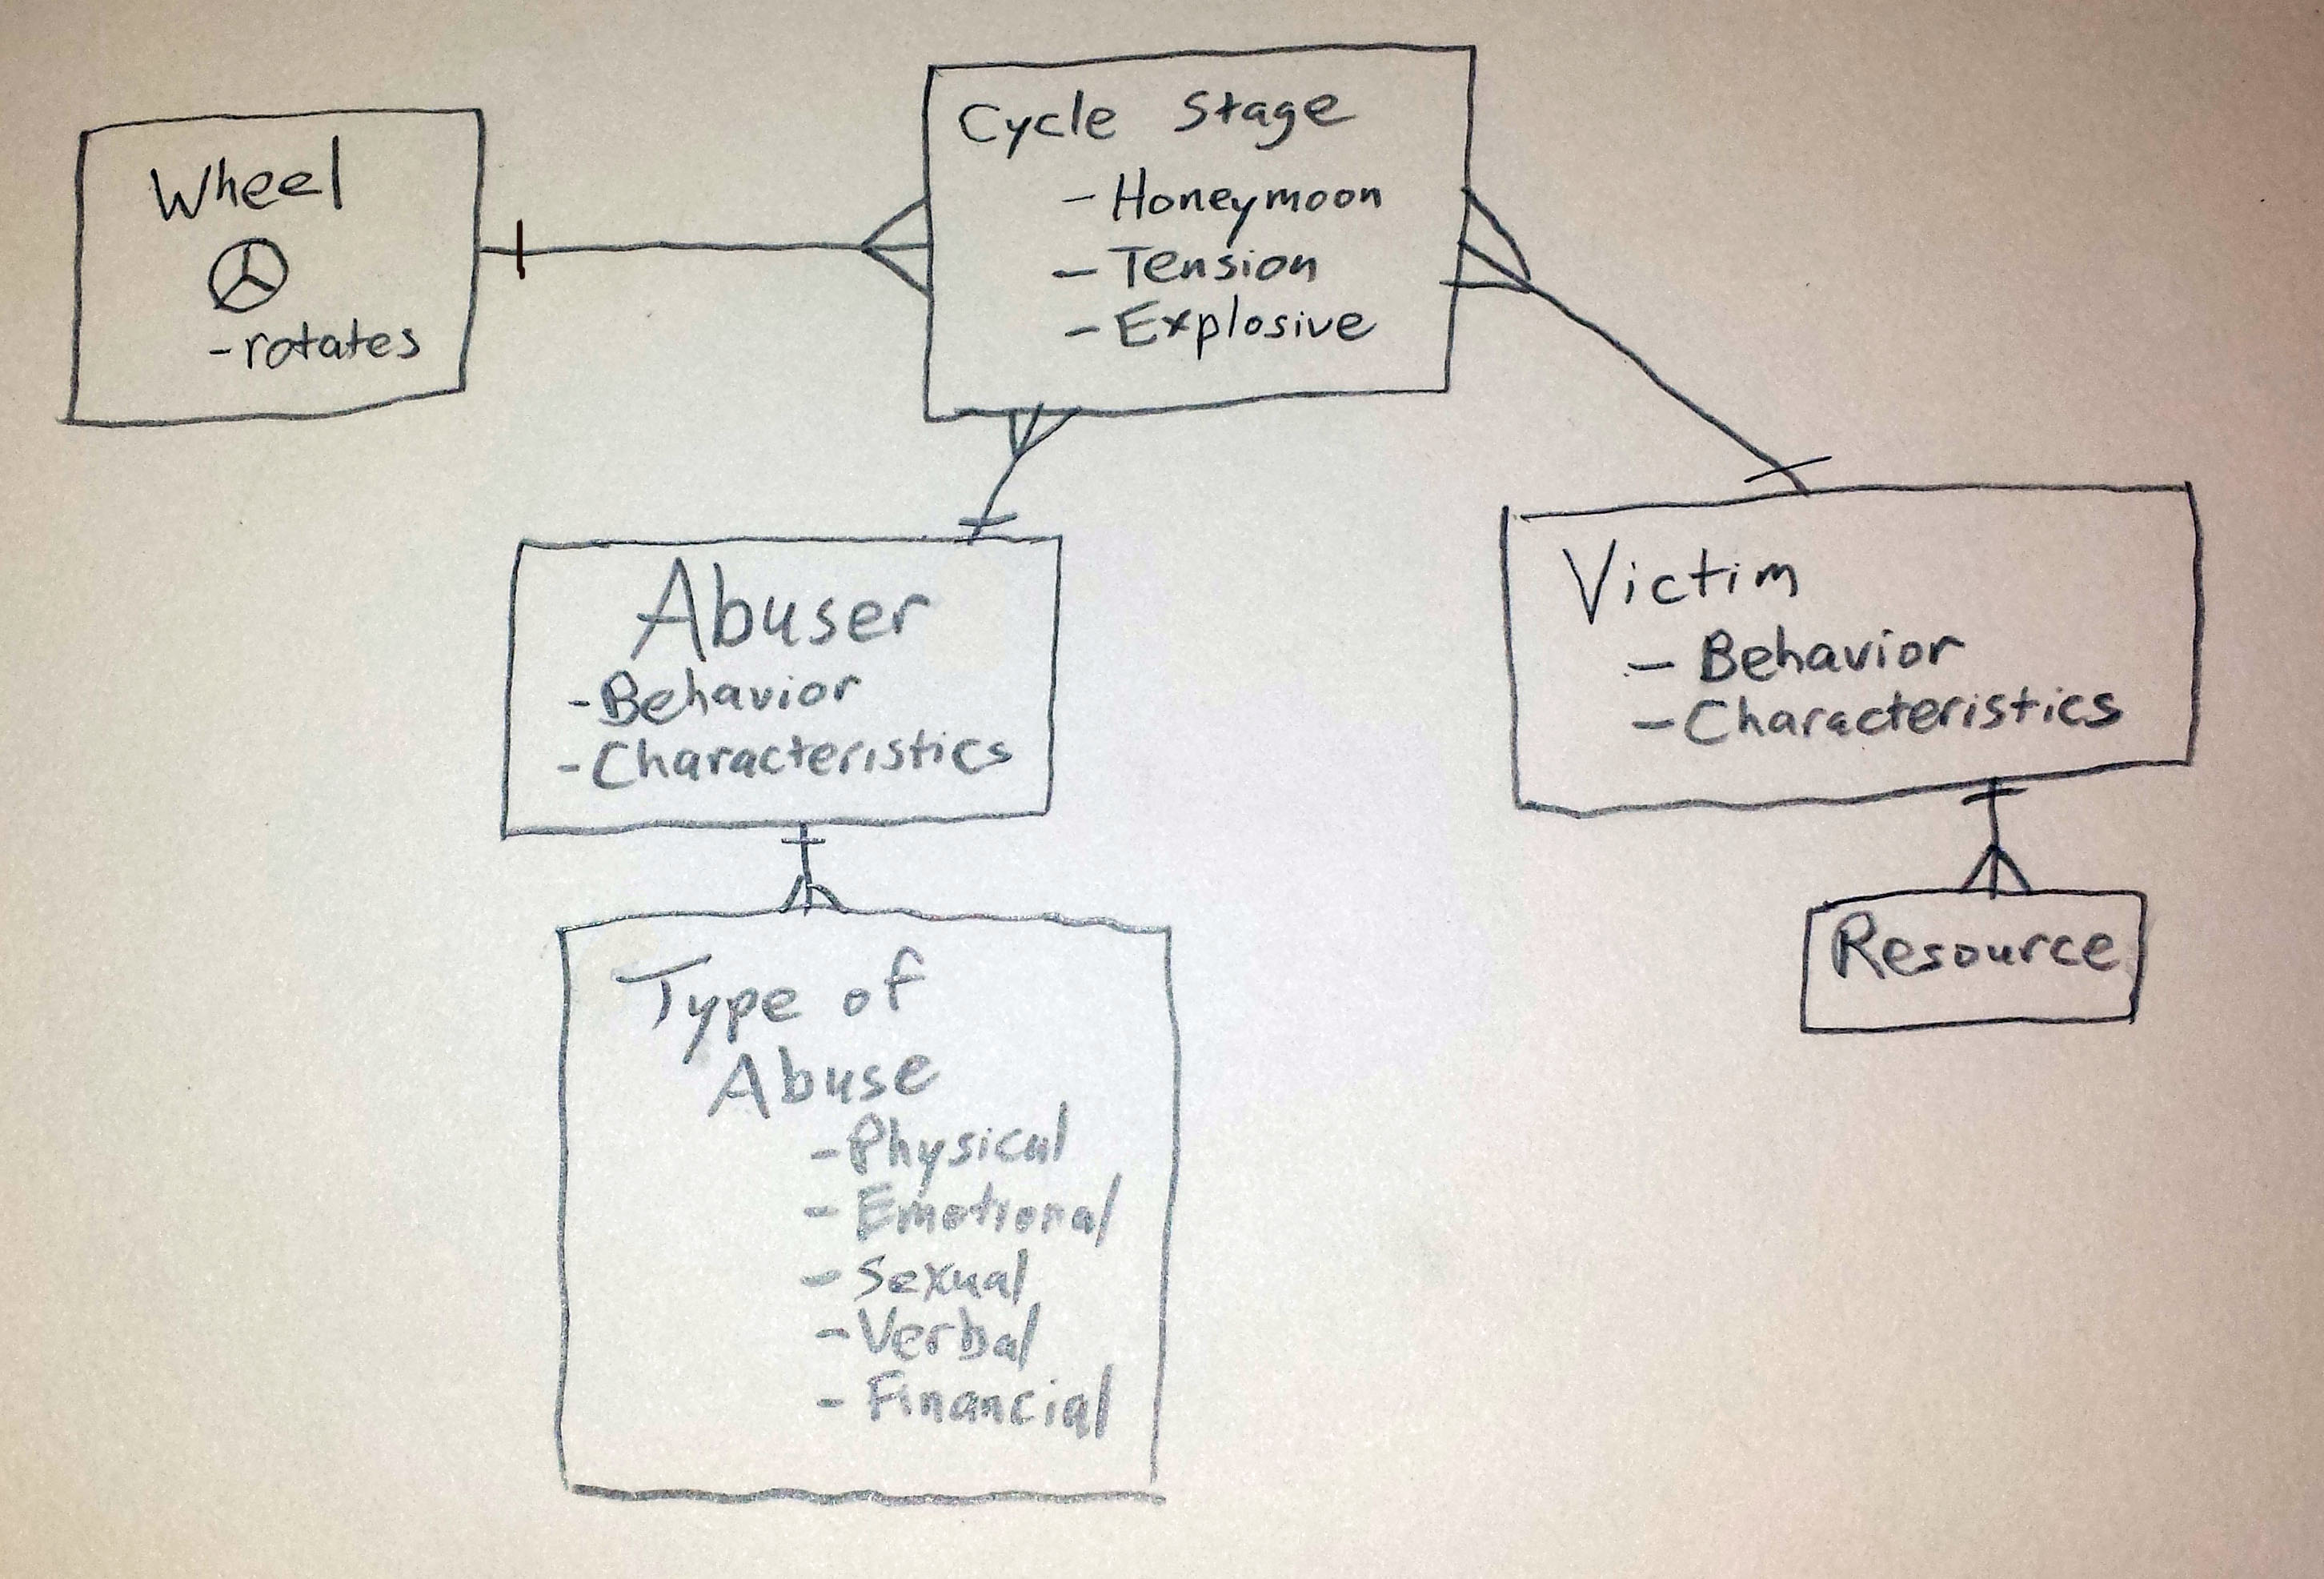 Wheel
-rotates
Cycle Stage
- Honeymoon
- Tension
- Explosive
Abuser
- Behavior
- Characteristics
Victim
- Behavior
- Characteristics
Resource
Type of
Abuse
- Physical
- Emotional
- Sexual
- Verbal
- Financial